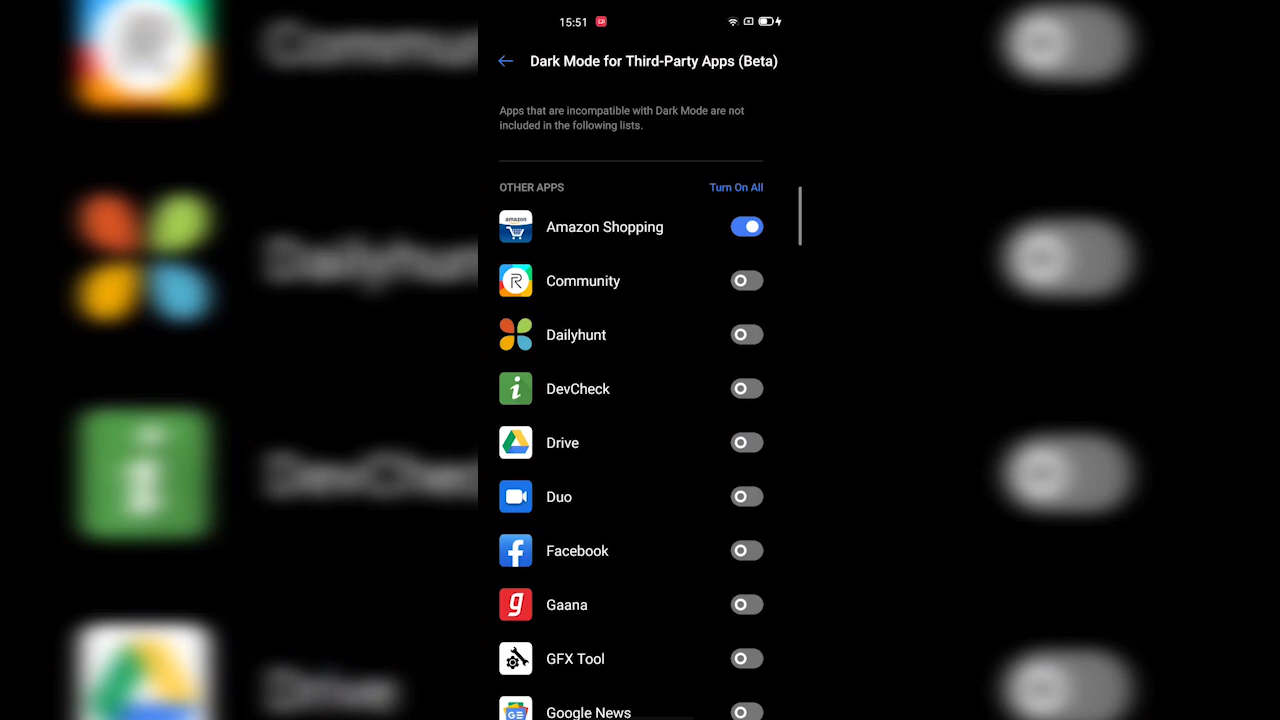 15:51
Dark Mode for Third-Party Apps (Beta)
Apps that are incompatible with Dark Mode are not
included in the following lists.
OTHER APPS
Turn On All
amazon
Amazon Shopping
Community
Dailyhunt
DevCheck
Drive
Duo
Facebook
Gaana
GFX Tool
Google News